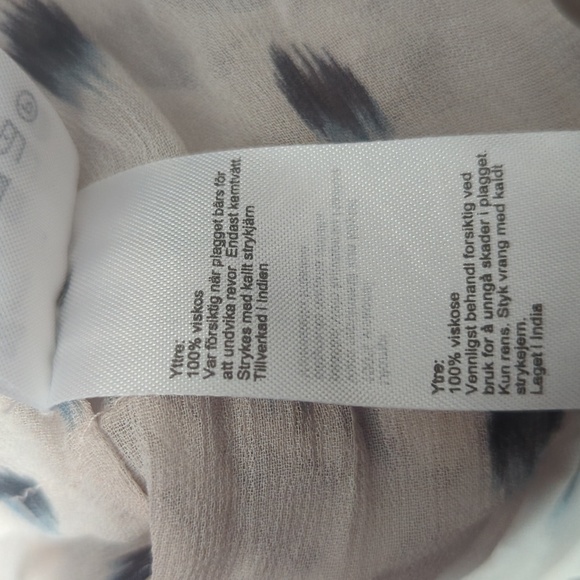 Yttre:
100% viskos
Var försiktig när plagget bärs för
att undvika revor. Endast kemtvätt.
Strykes med kallt strykjärn
Tillverkad i Indien
Ytre:
100% viskose
Vennligst behandl forsiktig ved
bruk for å unngå skader i plagget.
Kun rens. Styk vrang med kaldt
strykejern.
Laget i India